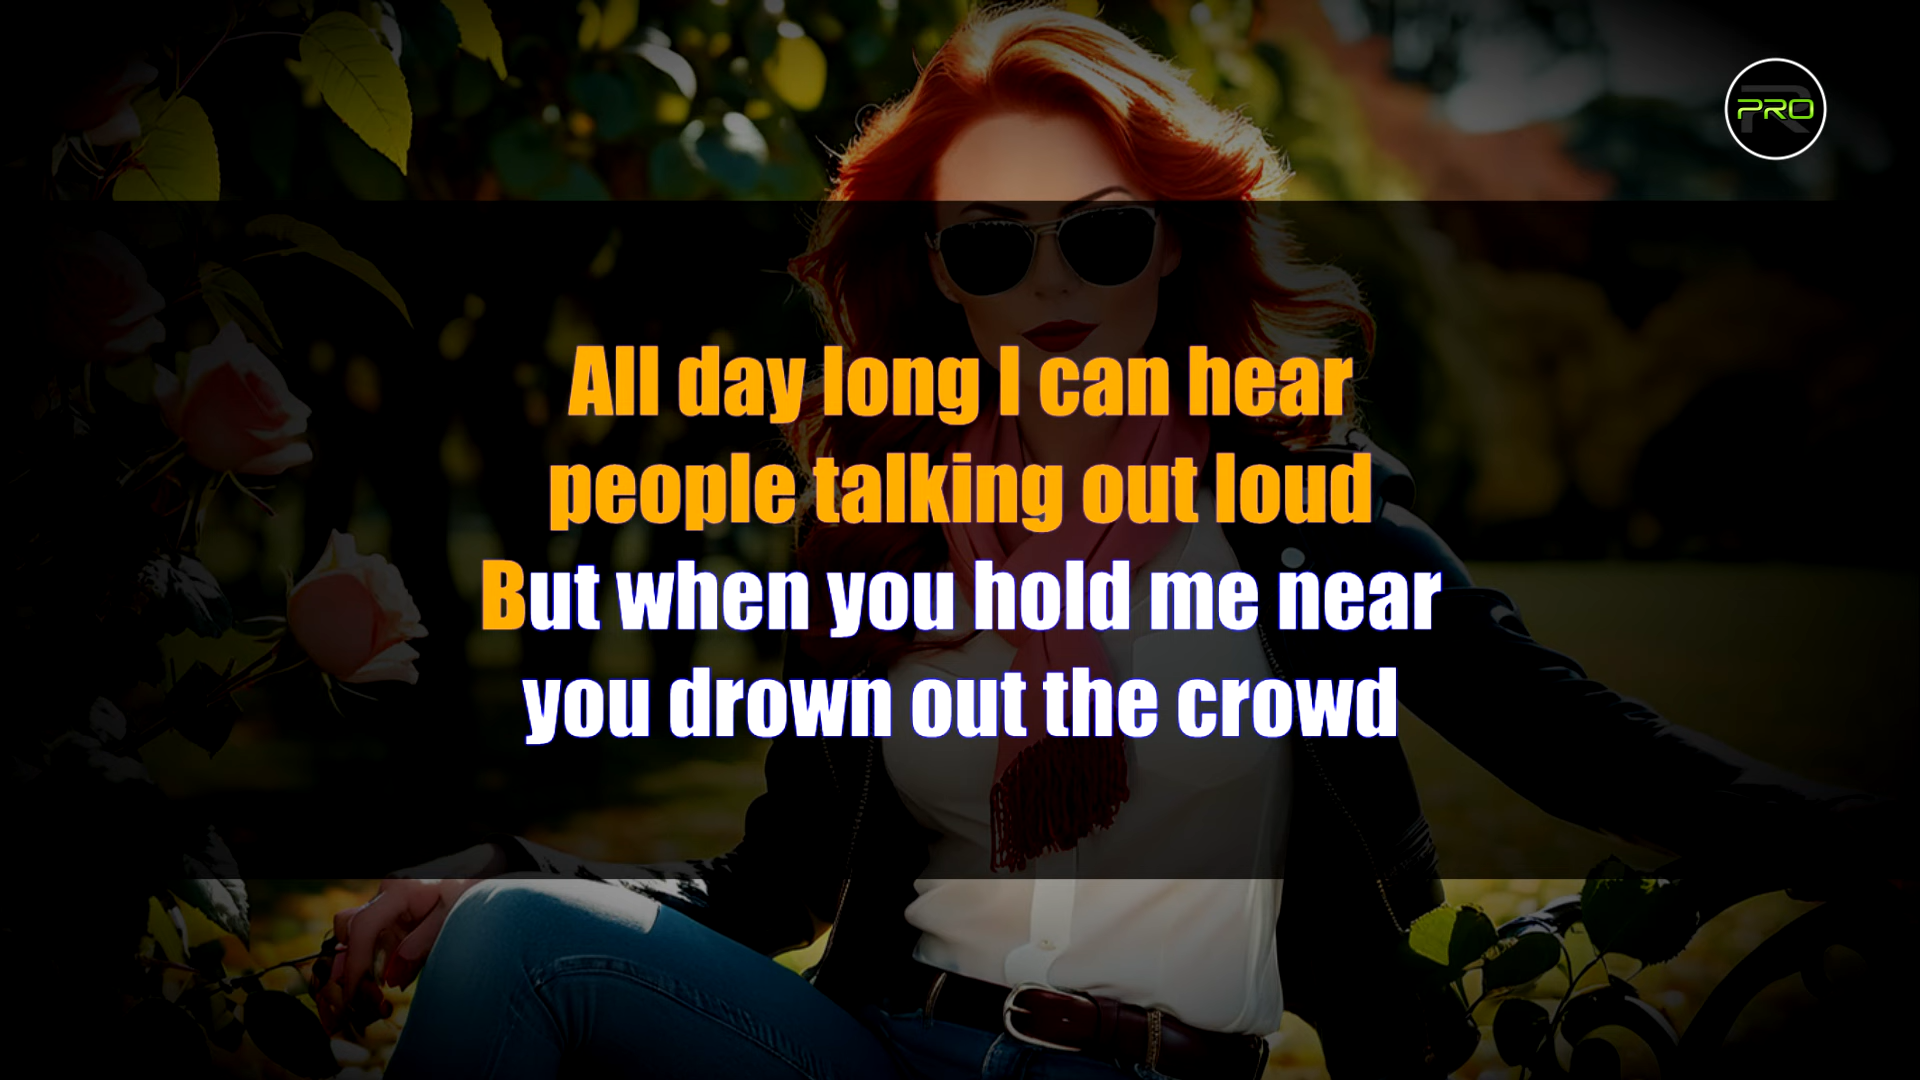 PRO
All day long I can hear
people talking out loud
But when you hold me near
you drown out the crowd